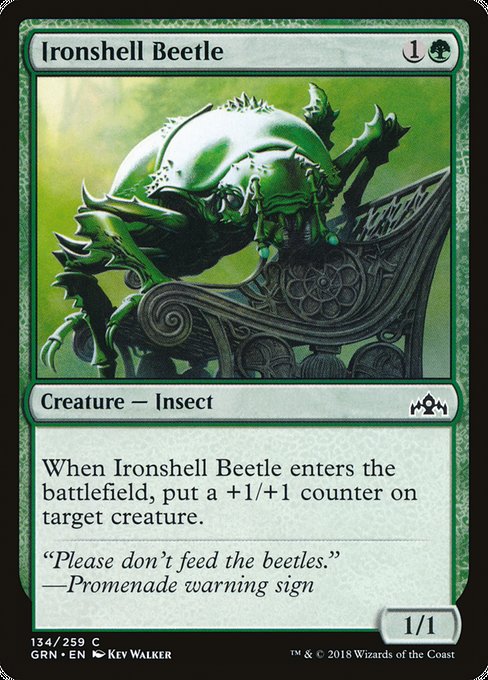 Ironshell Beetle 1
Creature — Insect
When Ironshell Beetle enters the
battlefield, put a +1/+1 counter on
target creature.
“Please don’t feed the beetles.”
—Promenade warning sign
1/1
134/259 C
GRN • EN Kev Walker
™ & © 2018 Wizards of the Coast